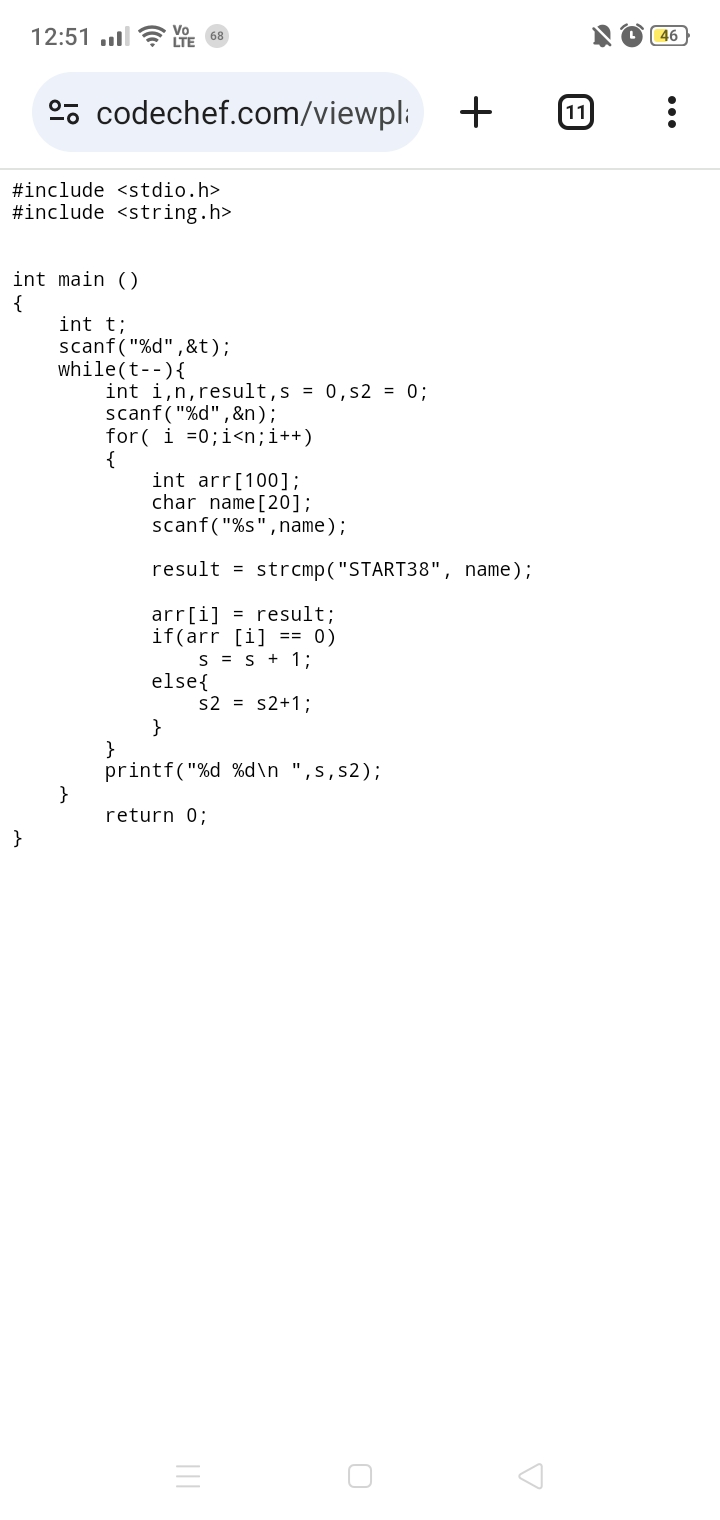 12:51 Vo LTE 68 46
codechef.com/viewpl 11
#include <stdio.h>
#include <string.h>
int main ()
{
    int t;
    scanf("%d",&t);
    while(t--){
        int i,n,result,s = 0,s2 = 0;
        scanf("%d",&n);
        for( i =0;i<n;i++)
        {
            int arr[100];
            char name[20];
            scanf("%s",name);
            result = strcmp("START38", name);
            arr[i] = result;
            if(arr [i] == 0)
                s = s + 1;
            else{
                s2 = s2+1;
            }
        }
        printf("%d %d\n ",s,s2);
    }
        return 0;
}